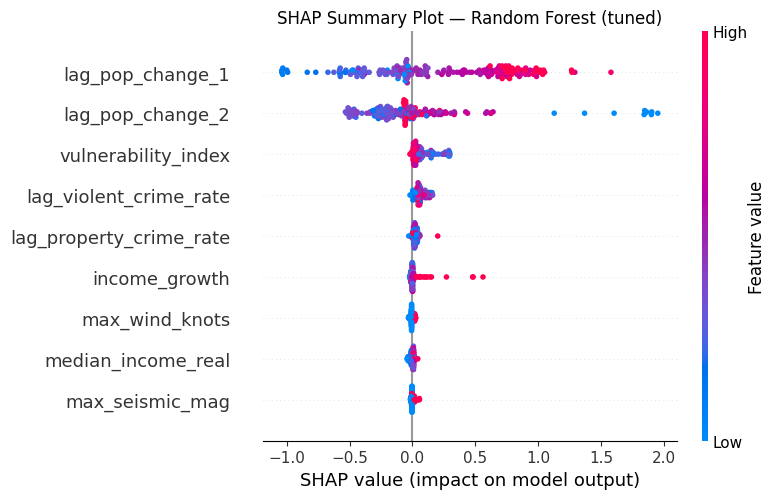 SHAP Summary Plot — Random Forest (tuned)
High
lag_pop_change_1
lag_pop_change_2
vulnerability_index
lag_violent_crime_rate
lag_property_crime_rate
income_growth
max_wind_knots
median_income_real
max_seismic_mag
Feature value
Low
−1.0 −0.5 0.0 0.5 1.0 1.5 2.0
SHAP value (impact on model output)